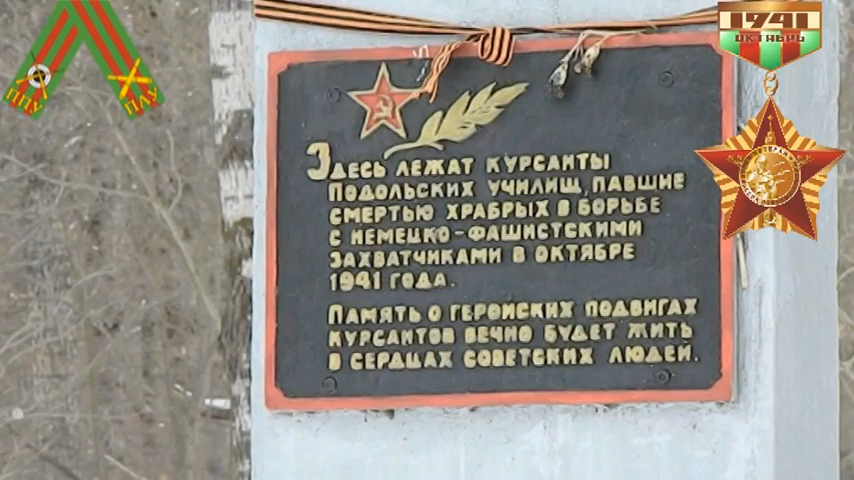 ППУ
ПАУ
1941
ОКТЯБРЬ
Здесь лежат курсанты
Подольских училищ, павшие
смертью храбрых в борьбе
с немецко-фашистскими
захватчиками в октябре
1941 года.
Память о геройских подвигах
курсантов вечно будет жить
в сердцах советских людей.